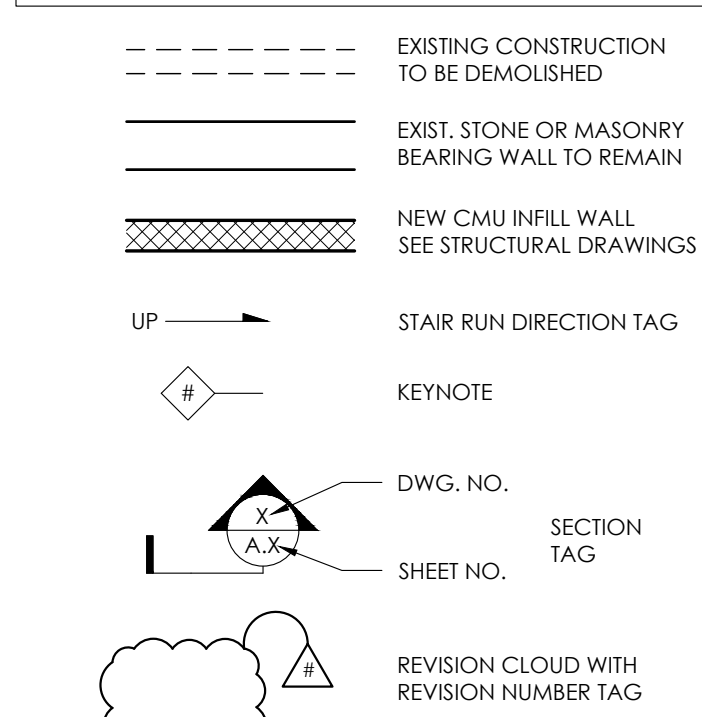 EXISTING CONSTRUCTION
TO BE DEMOLISHED
EXIST. STONE OR MASONRY
BEARING WALL TO REMAIN
NEW CMU INFILL WALL
SEE STRUCTURAL DRAWINGS
UP
STAIR RUN DIRECTION TAG
#
KEYNOTE
DWG. NO.
X
A.X
SECTION
TAG
SHEET NO.
#
REVISION CLOUD WITH
REVISION NUMBER TAG